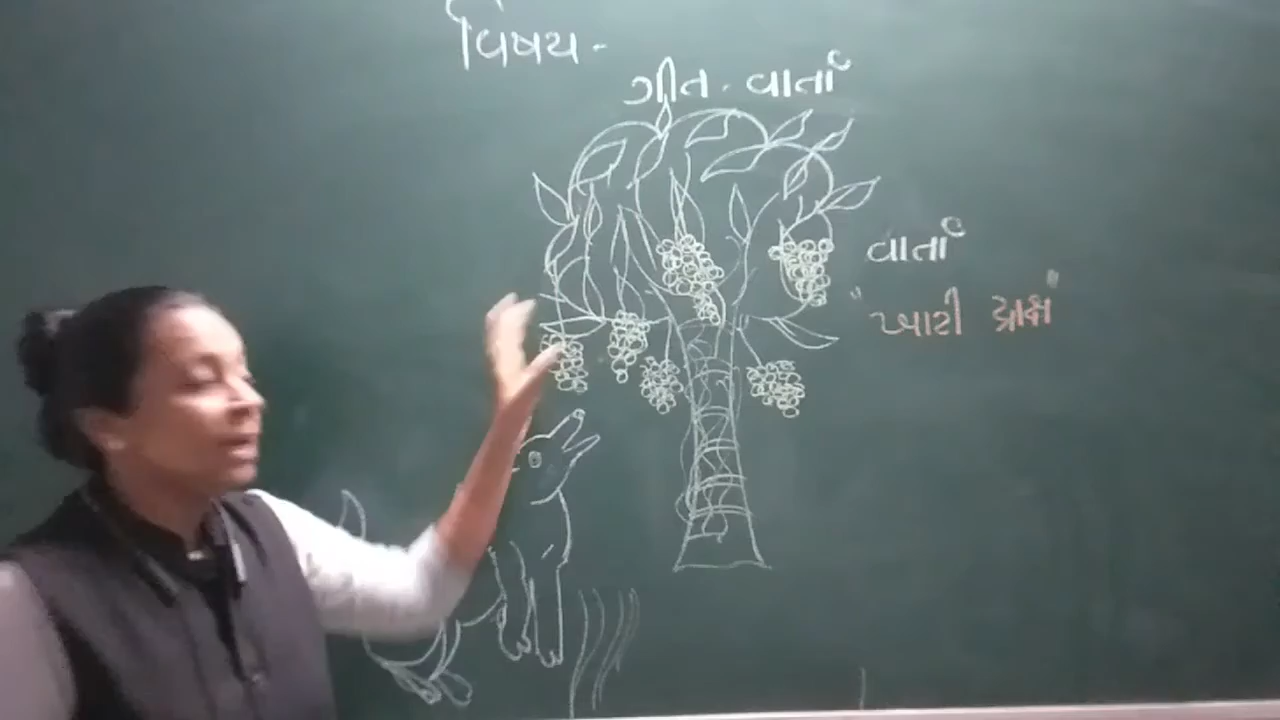 વિષય -
ગીત - વાર્તા
વાર્તા
"ખાટી દ્રાક્ષ"